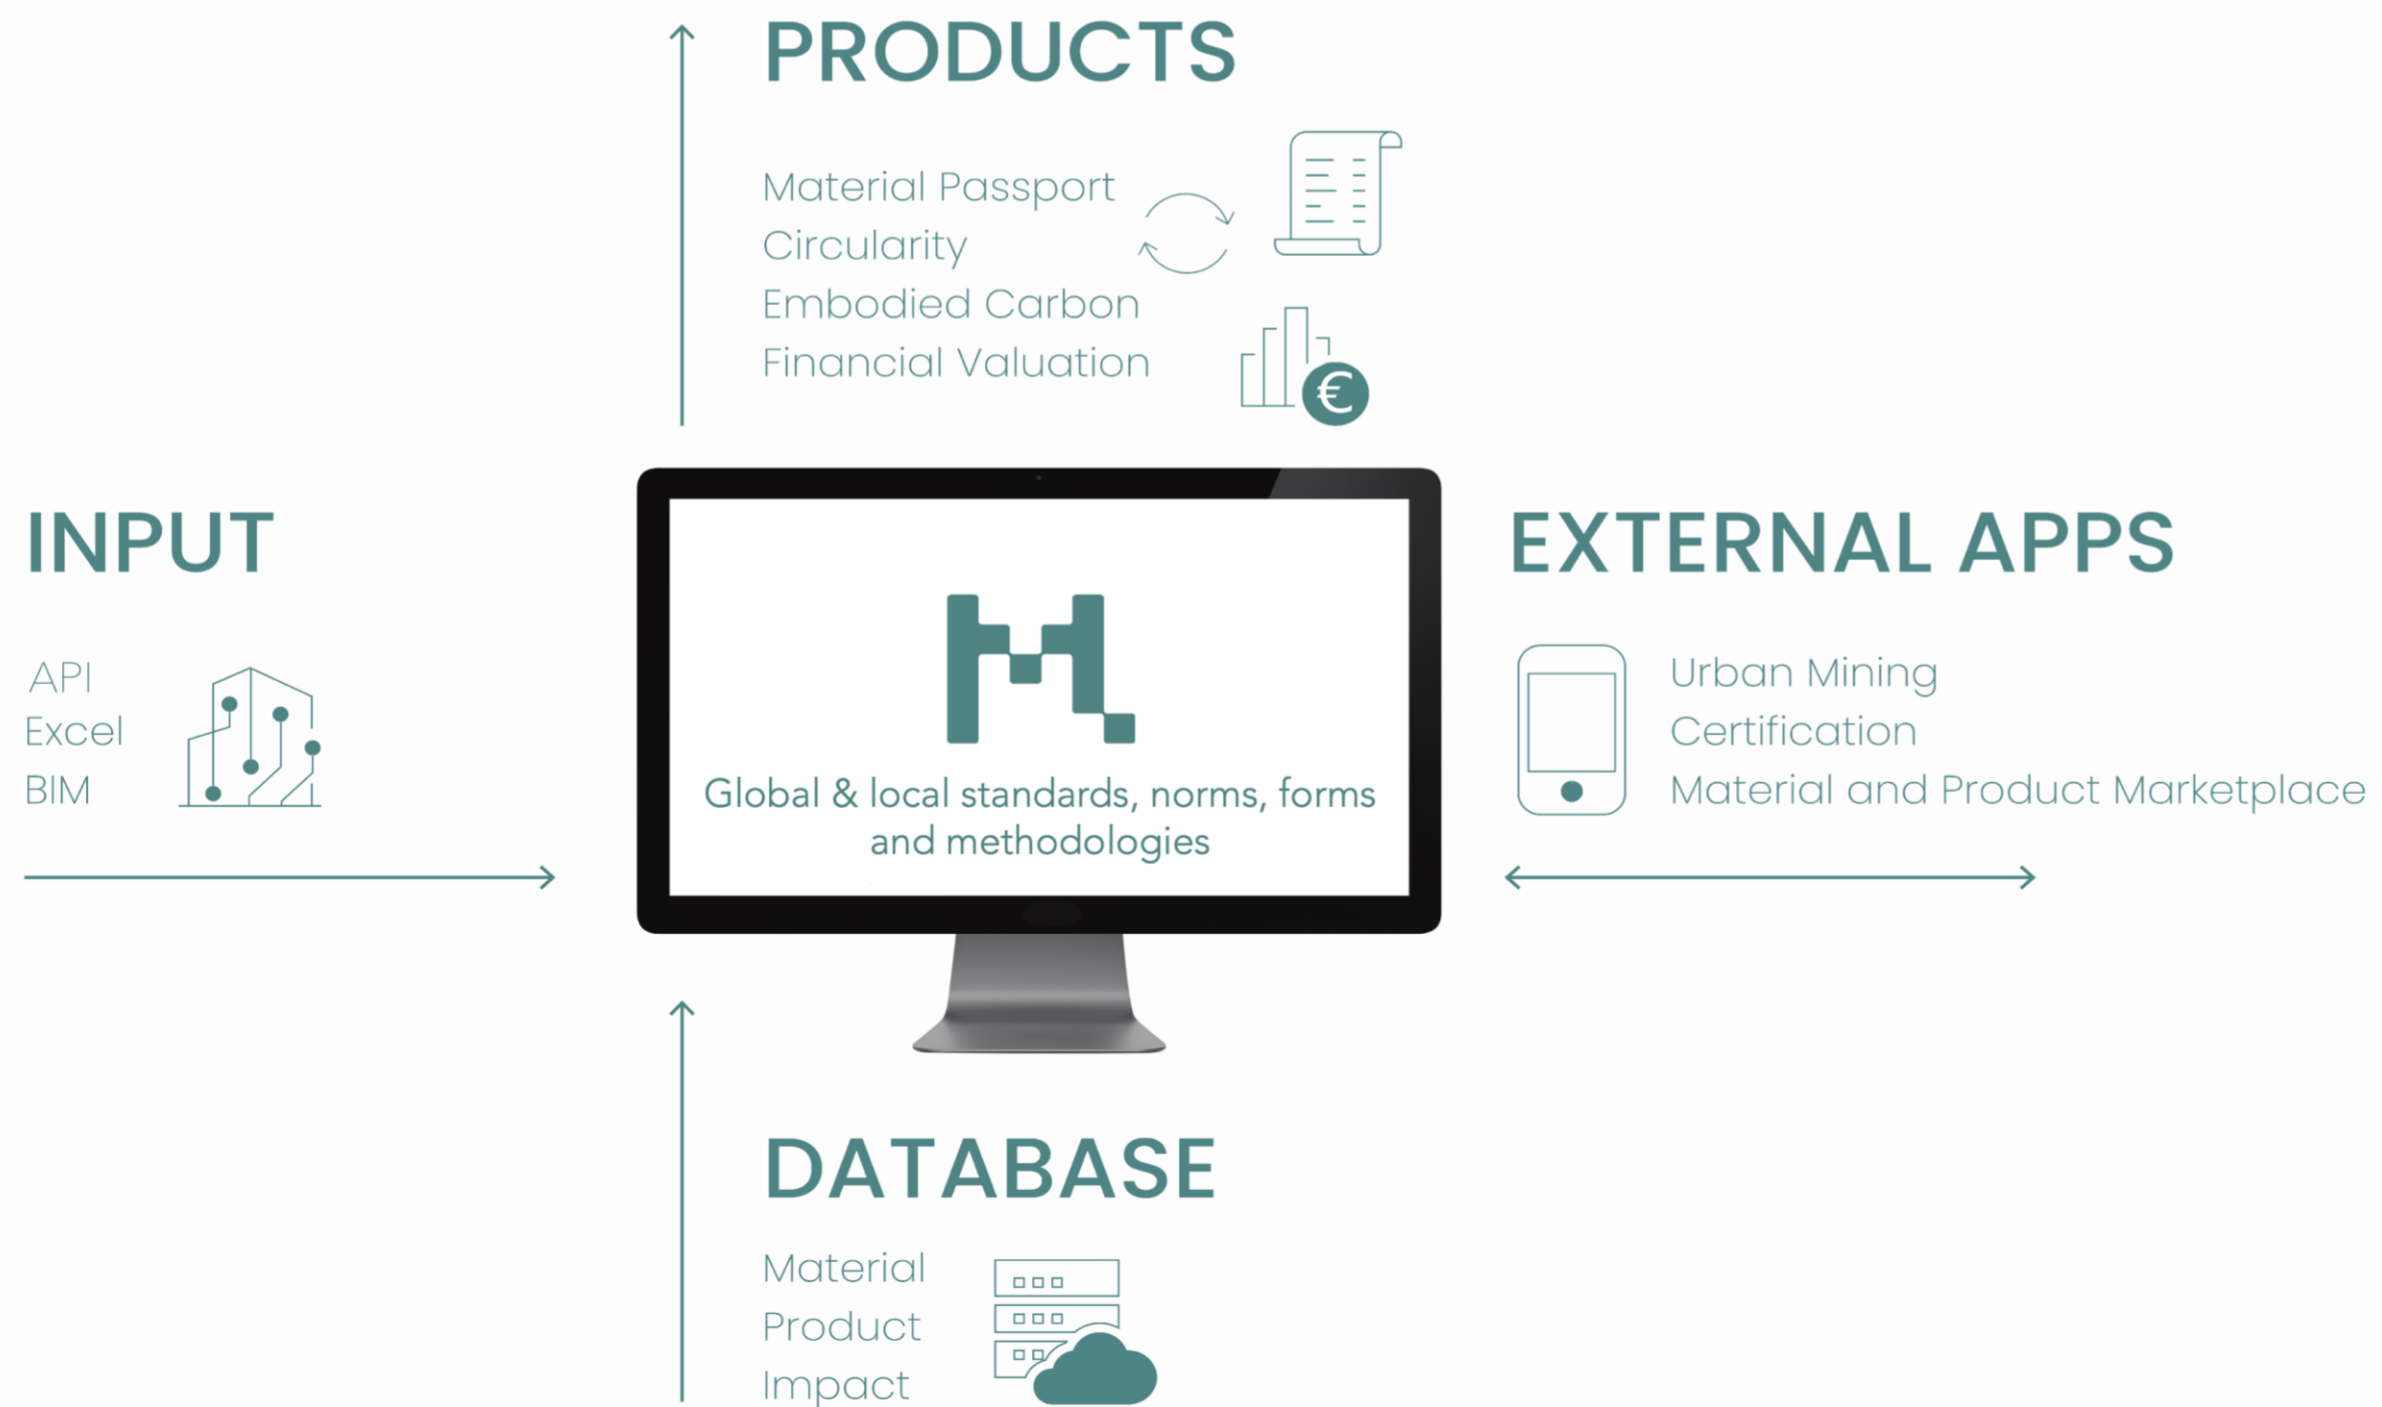 PRODUCTS
Material Passport
Circularity
Embodied Carbon
Financial Valuation
€
INPUT
API
Excel
BIM
Global & local standards, norms, forms
and methodologies
EXTERNAL APPS
Urban Mining
Certification
Material and Product Marketplace
DATABASE
Material
Product
Impact